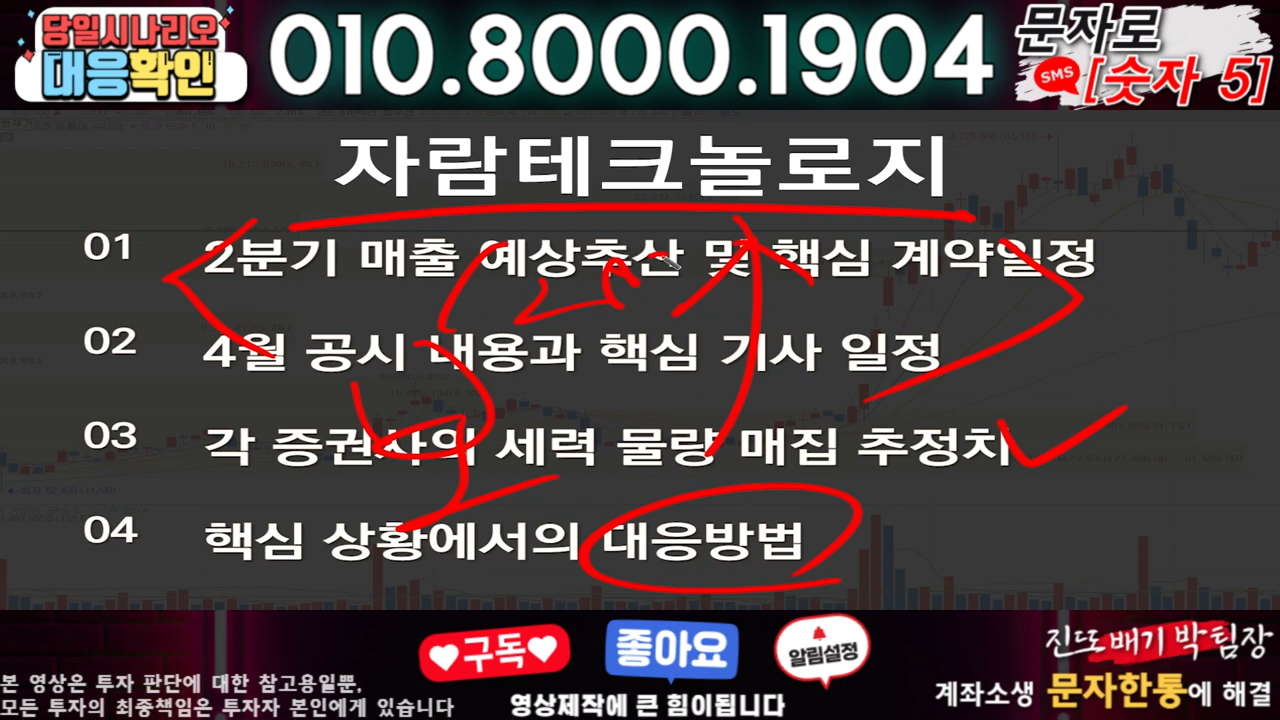 당일시나리오
대응확인
010.8000.1904
문자로
SMS
[숫자 5]
자람테크놀로지
01 2분기 매출 예상추산 및 핵심 계약일정
02 4월 공시 내용과 핵심 기사 일정
03 각 증권사의 세력 물량 매집 추정치
04 핵심 상황에서의 대응방법
구독
좋아요
알림설정
영상제작에 큰 힘이됩니다
본 영상은 투자 판단에 대한 참고용일뿐,
모든 투자의 최종책임은 투자자 본인에게 있습니다
진또배기 박팀장
계좌소생 문자한통에 해결